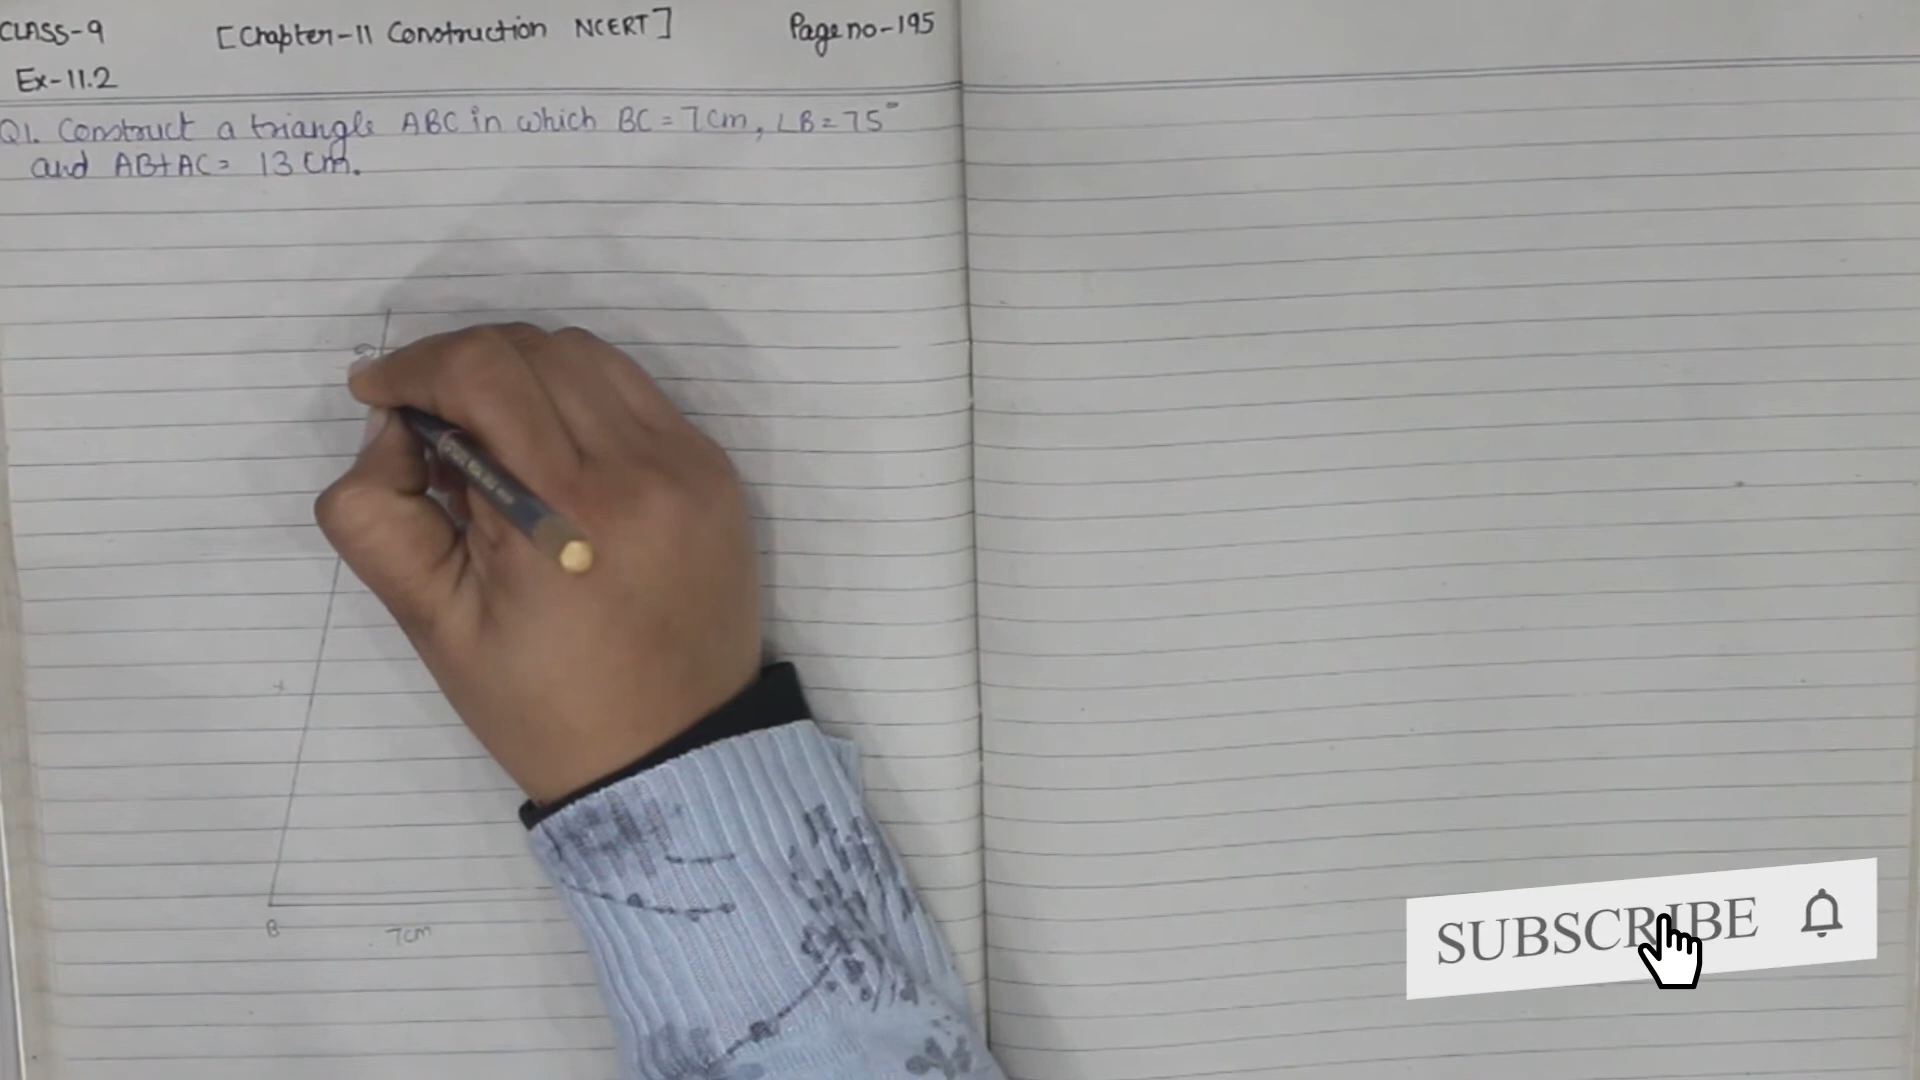 CLASS-9 [Chapter-11 Construction NCERT] Page no-195
Ex-11.2
Q1. Construct a triangle ABC in which BC = 7cm, ∠B = 75°
and AB+AC = 13 cm.
B 7cm
SUBSCRIBE